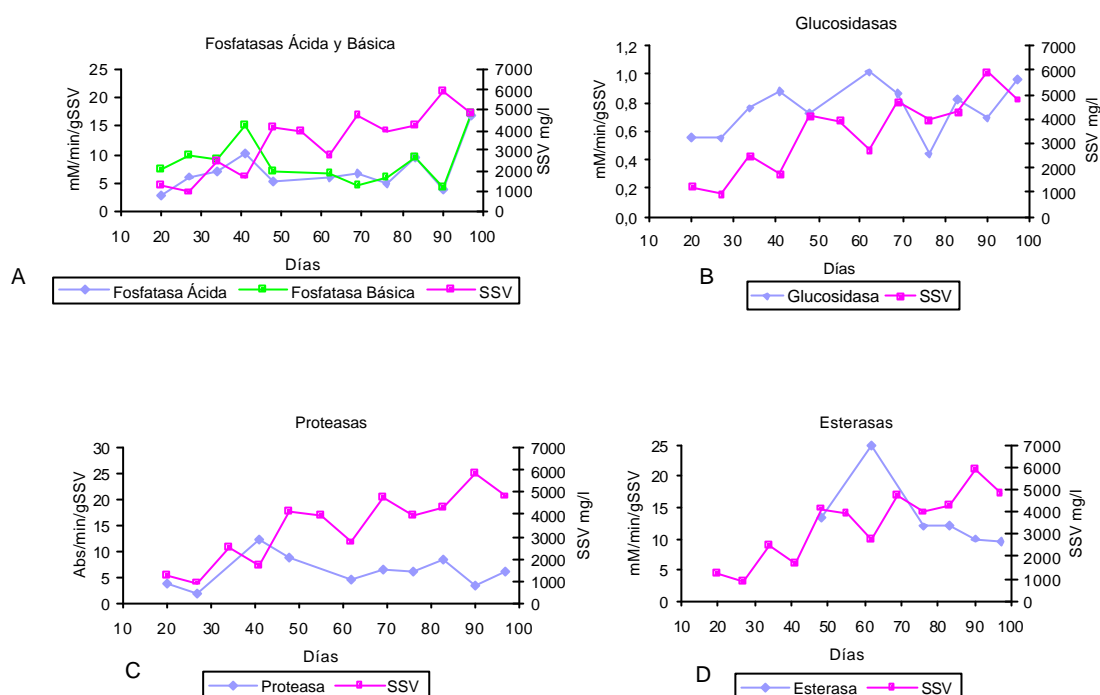 A
Fosfatasas Ácida y Básica
mM/min/gSSV
25
20
15
10
5
0
7000
6000
5000
4000
3000
2000
1000
0
SSV mg/l
10 20 30 40 50 60 70 80 90 100
Días
Fosfatasa Ácida Fosfatasa Básica SSV
B
Glucosidasas
mM/min/gSSV
1,2
1,0
0,8
0,6
0,4
0,2
0,0
7000
6000
5000
4000
3000
2000
1000
0
SSV mg/l
10 20 30 40 50 60 70 80 90 100
Días
Glucosidasa SSV
C
Proteasas
Abs/min/gSSV
30
25
20
15
10
5
0
7000
6000
5000
4000
3000
2000
1000
0
SSV mg/l
10 20 30 40 50 60 70 80 90 100
Días
Proteasa SSV
D
Esterasas
mM/min/gSSV
25
20
15
10
5
0
7000
6000
5000
4000
3000
2000
1000
0
SSV mg/l
10 20 30 40 50 60 70 80 90 100
Días
Esterasa SSV